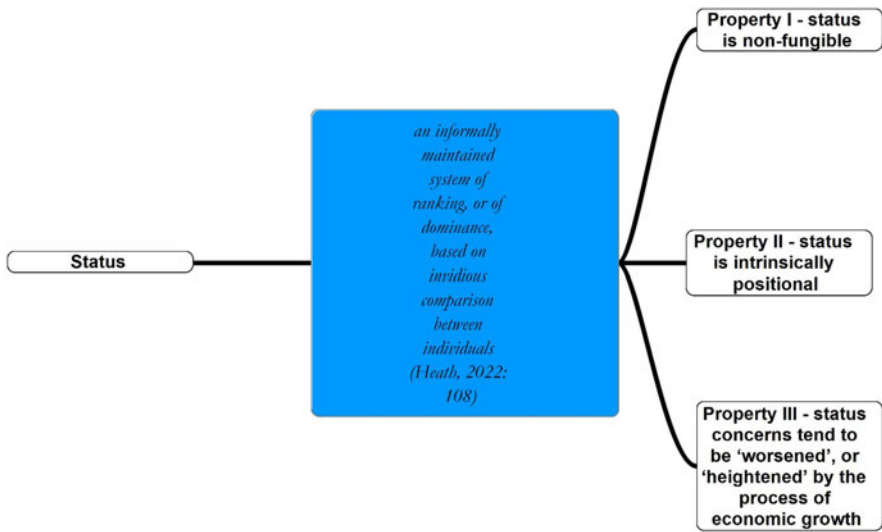 Status
an informally
maintained
system of
ranking, or of
dominance,
based on
invidious
comparison
between
individuals
(Heath, 2022:
108)
Property I - status
is non-fungible
Property II - status
is intrinsically
positional
Property III - status
concerns tend to
be ‘worsened’, or
‘heightened’ by the
process of
economic growth